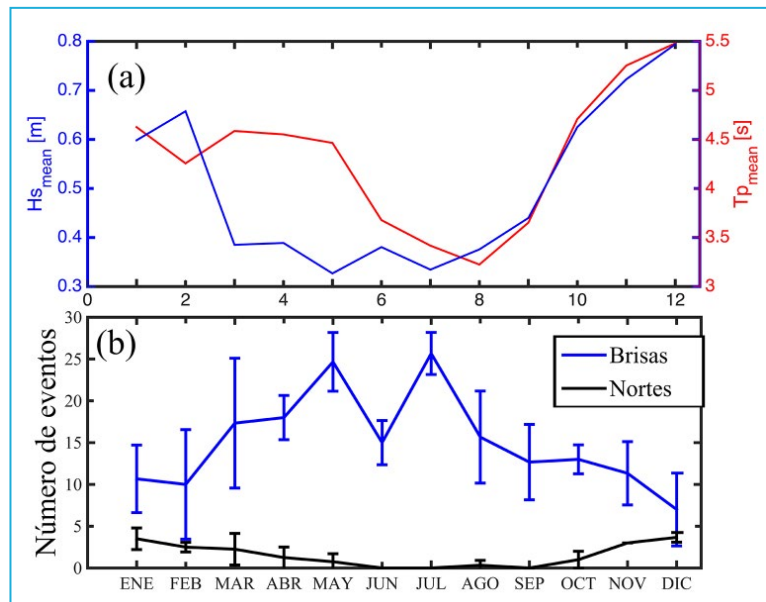 (a)
0.8
0.7
0.6
0.5
0.4
0.3
Hs_mean [m]
5.5
5
4.5
4
3.5
3
Tp_mean [s]
0 2 4 6 8 10 12
(b)
30
25
20
15
10
5
0
Número de eventos
Brisas
Nortes
ENE FEB MAR ABR MAY JUN JUL AGO SEP OCT NOV DIC